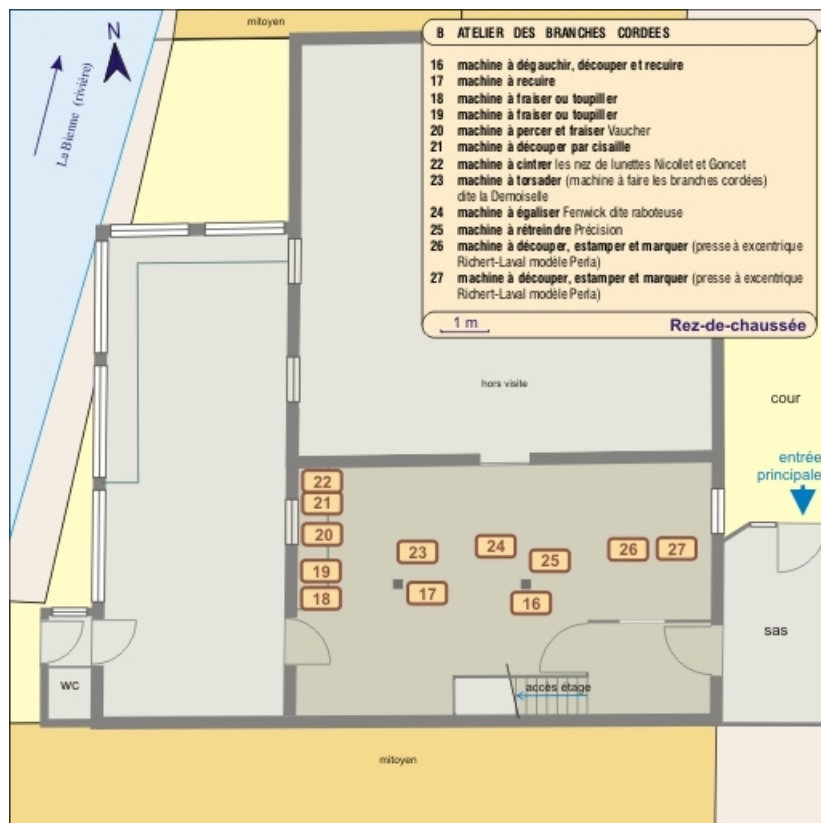 mitoyen
N
La Bienne (rivière)
B ATELIER DES BRANCHES CORDEES
16 machine à dégauchir, découper et recuire
17 machine à recuire
18 machine à fraiser ou toupiller
19 machine à fraiser ou toupiller
20 machine à percer et fraiser Vaucher
21 machine à découper par cisaille
22 machine à cintrer les nez de lunettes Nicollet et Goncet
23 machine à torsader (machine à faire les branches cordées)
dite la Demoiselle
24 machine à égaliser Fenwick dite raboteuse
25 machine à rétreindre Précision
26 machine à découper, estamper et marquer (presse à excentrique
Richert-Laval modèle Perla)
27 machine à découper, estamper et marquer (presse à excentrique
Richert-Laval modèle Perla)
1 m
Rez-de-chaussée
hors visite
cour
entrée
principale
22
21
20
19
18
23
17
24
25
16
26
27
sas
wc
accès étage
mitoyen